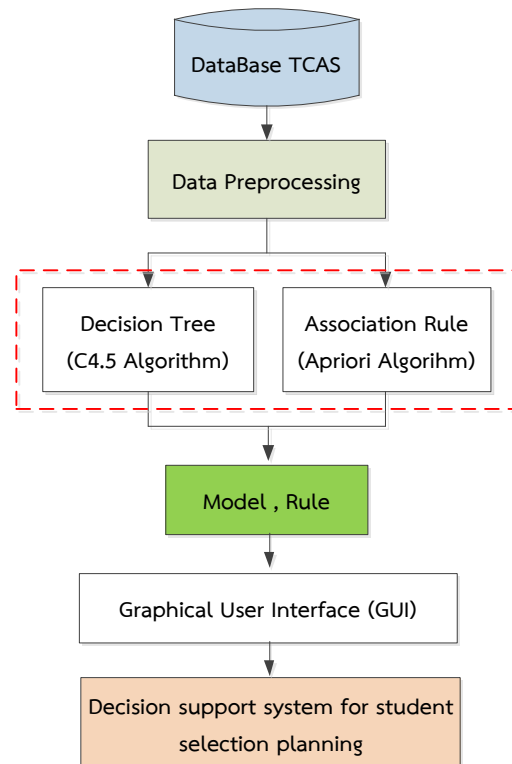 DataBase TCAS
Data Preprocessing
Decision Tree
(C4.5 Algorithm)
Association Rule
(Apriori Algorihm)
Model , Rule
Graphical User Interface (GUI)
Decision support system for student
selection planning